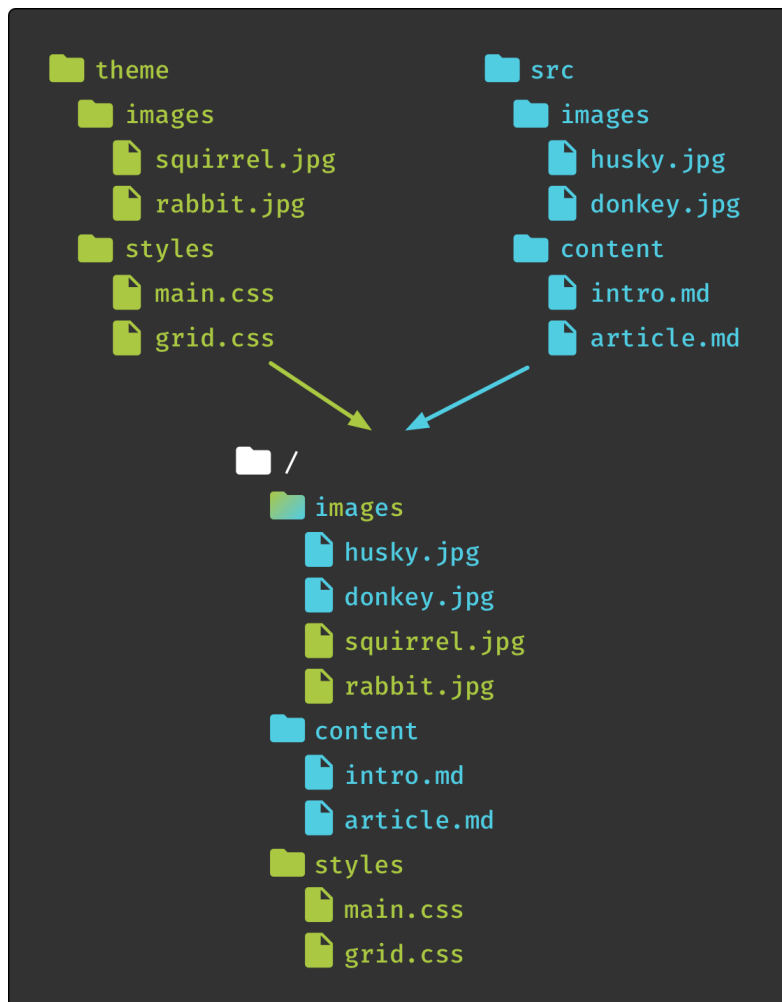 theme
images
squirrel.jpg
rabbit.jpg
styles
main.css
grid.css
src
images
husky.jpg
donkey.jpg
content
intro.md
article.md
/
images
husky.jpg
donkey.jpg
squirrel.jpg
rabbit.jpg
content
intro.md
article.md
styles
main.css
grid.css